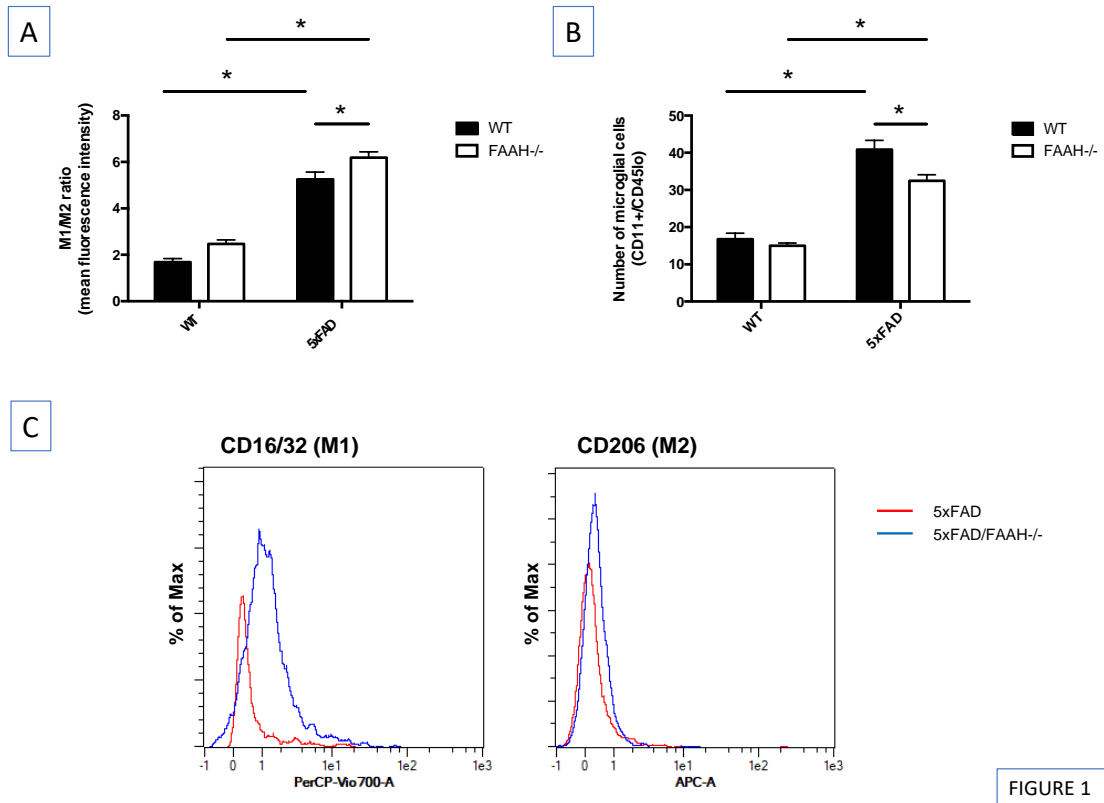 A
*
*
*
M1/M2 ratio
(mean fluorescence intensity)
8
6
4
2
0
WT
5xFAD
WT
FAAH-/-
B
*
*
*
Number of microglial cells
(CD11+/CD45lo)
50
40
30
20
10
0
WT
5xFAD
WT
FAAH-/-
C
CD16/32 (M1)
% of Max
-1 0 1 1e1 1e2 1e3
PerCP-Vio700-A
CD206 (M2)
% of Max
-1 0 1 1e1 1e2 1e3
APC-A
5xFAD
5xFAD/FAAH-/-
FIGURE 1